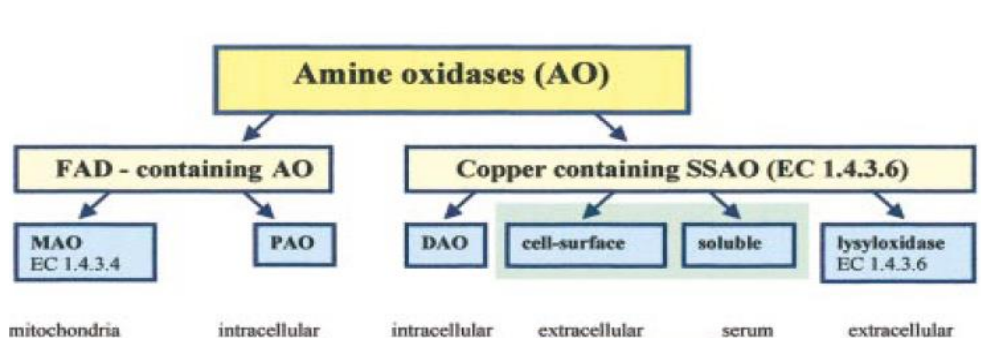 Amine oxidases (AO)
FAD - containing AO
Copper containing SSAO (EC 1.4.3.6)
MAO
EC 1.4.3.4
PAO
DAO
cell-surface
soluble
lysyloxidase
EC 1.4.3.6
mitochondria
intracellular
intracellular
extracellular
serum
extracellular